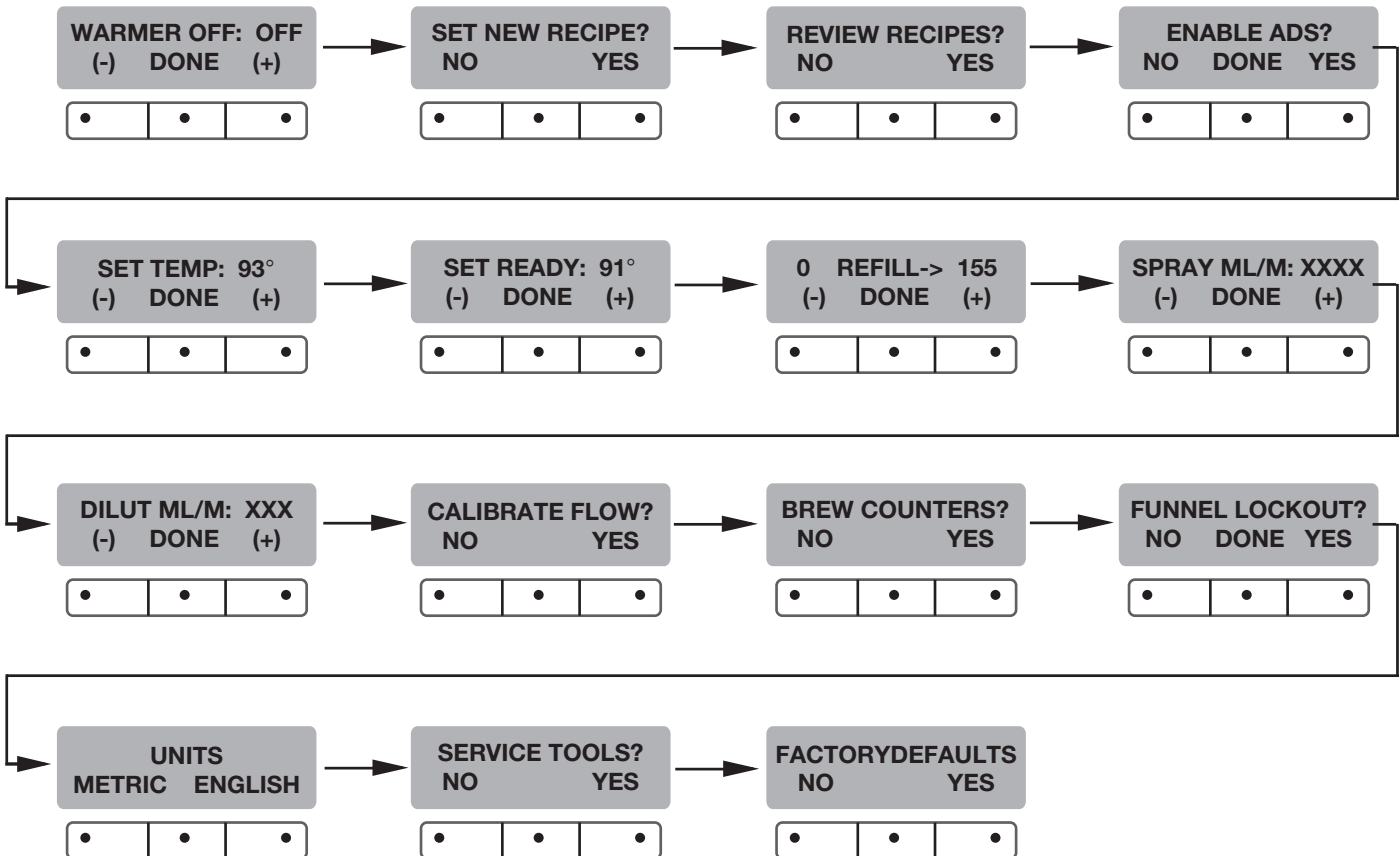 WARMER OFF: OFF
(-) DONE (+)
SET NEW RECIPE?
NO YES
REVIEW RECIPES?
NO YES
ENABLE ADS?
NO DONE YES
SET TEMP: 93°
(-) DONE (+)
SET READY: 91°
(-) DONE (+)
0 REFILL-> 155
(-) DONE (+)
SPRAY ML/M: XXXX
(-) DONE (+)
DILUT ML/M: XXX
(-) DONE (+)
CALIBRATE FLOW?
NO YES
BREW COUNTERS?
NO YES
FUNNEL LOCKOUT?
NO DONE YES
UNITS
METRIC ENGLISH
SERVICE TOOLS?
NO YES
FACTORYDEFAULTS
NO YES